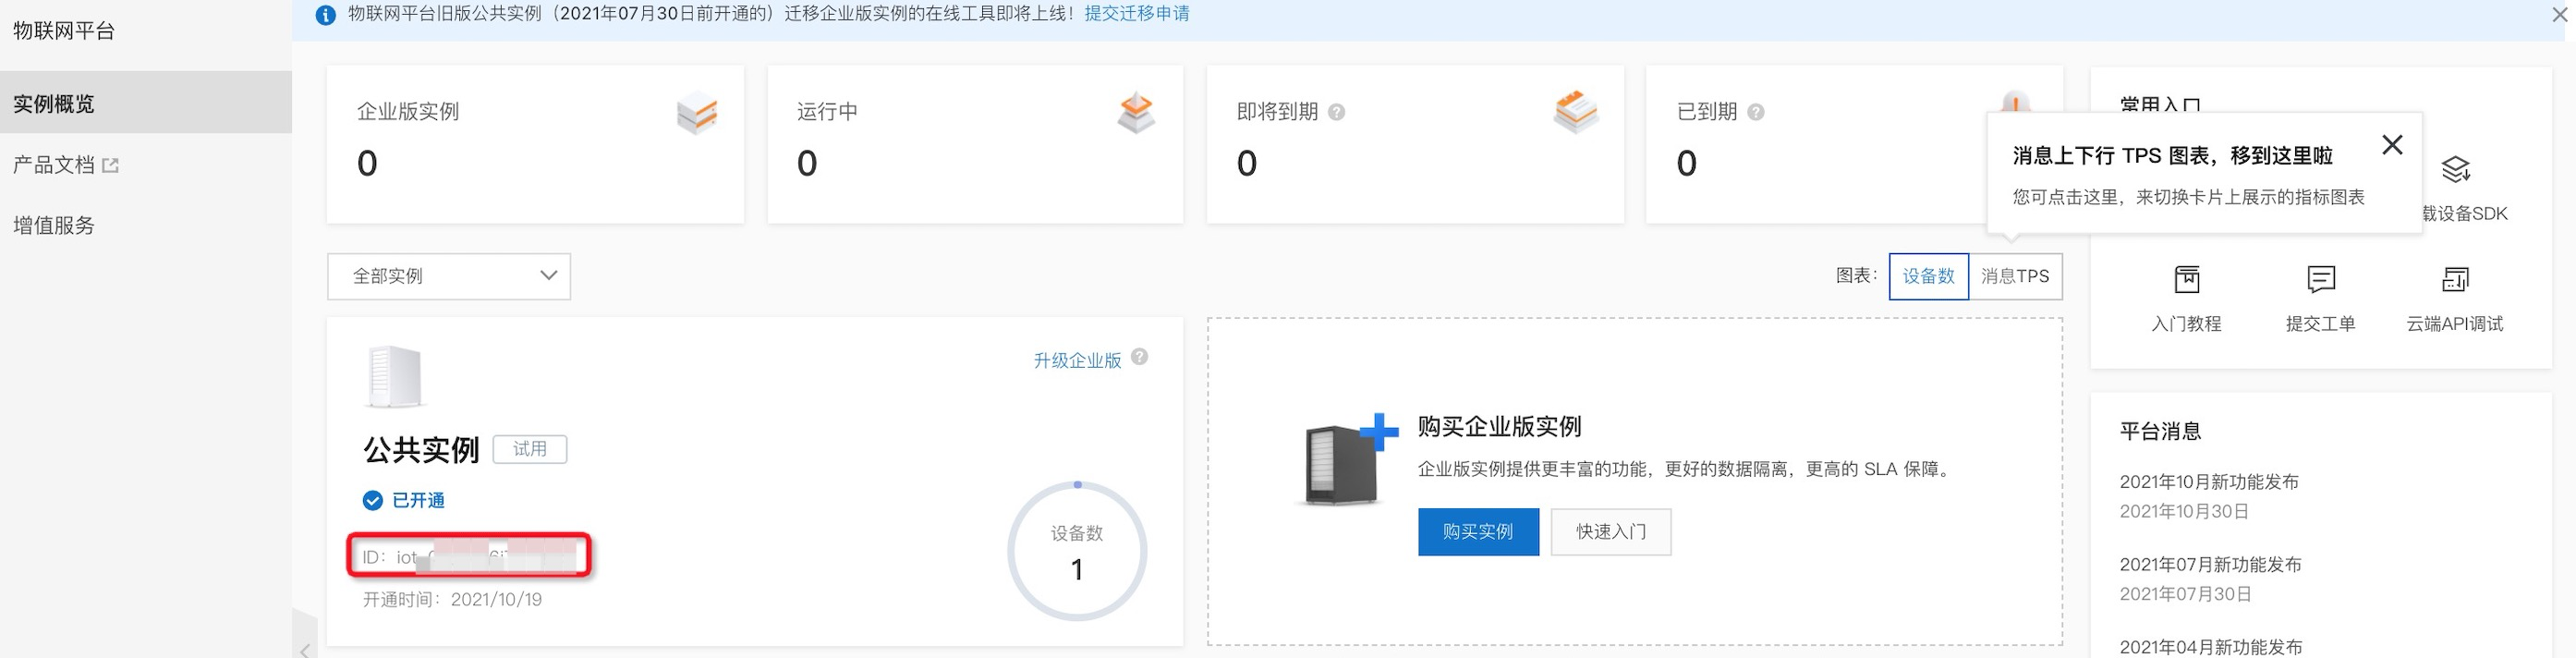 物联网平台
实例概览
产品文档
增值服务
物联网平台旧版公共实例（2021年07月30日前开通的）迁移企业版实例的在线工具即将上线！提交迁移申请
企业版实例
0
运行中
0
即将到期
0
已到期
0
常用入口
消息上下行 TPS 图表，移到这里啦
您可点击这里，来切换卡片上展示的指标图表
载设备SDK
全部实例
图表：
设备数
消息TPS
入门教程
提交工单
云端API调试
升级企业版
公共实例
试用
已开通
ID：iot
开通时间：2021/10/19
设备数
1
购买企业版实例
企业版实例提供更丰富的功能，更好的数据隔离，更高的 SLA 保障。
购买实例
快速入门
平台消息
2021年10月新功能发布
2021年10月30日
2021年07月新功能发布
2021年07月30日
2021年04月新功能发布